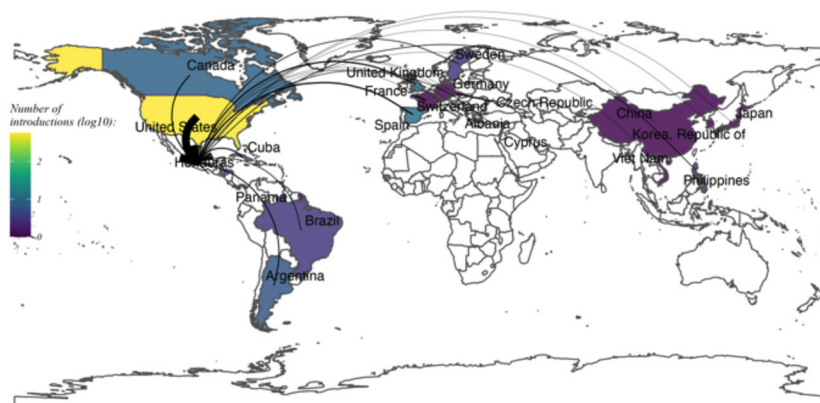 Sweden
Canada
United Kingdom
Germany
France
Switzerland
Czech Republic
China
Japan
Number of
introductions (log10):
United States
Spain
Albania
Korea, Republic of
2
Cuba
Cyprus
Viet Nam
Honduras
Philippines
1
Panama
Brazil
0
Argentina